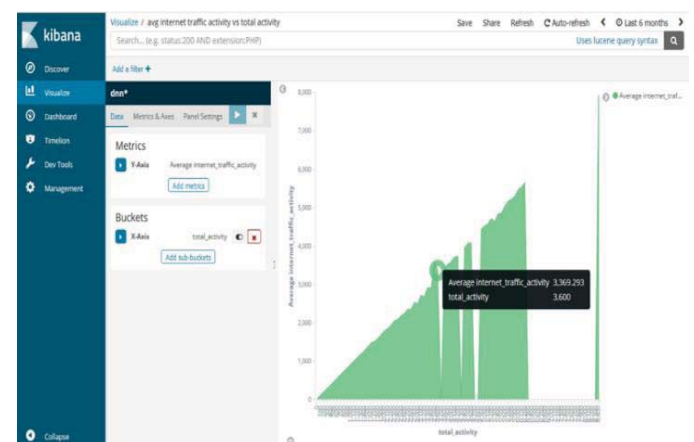 kibana
Discover
Visualize
Dashboard
Timelion
Dev Tools
Management
Collapse
Visualize / avg internet traffic activity vs total activity
Save Share Refresh Auto-refresh Last 6 months
Search... (e.g. status:200 AND extension:PHP)
Uses lucene query syntax
Add a filter +
dnn*
Data Metrics & Axes Panel Settings
Metrics
Y-Axis Average internet_traffic_activity
Add metrics
Buckets
X-Axis total_activity
Add sub-buckets
Average internet_traf...
8,000
7,000
6,000
5,000
4,000
3,000
1,000
0
Average internet_traffic_activity
Average internet_traffic_activity 3,369.293
total_activity 3,600
total_activity